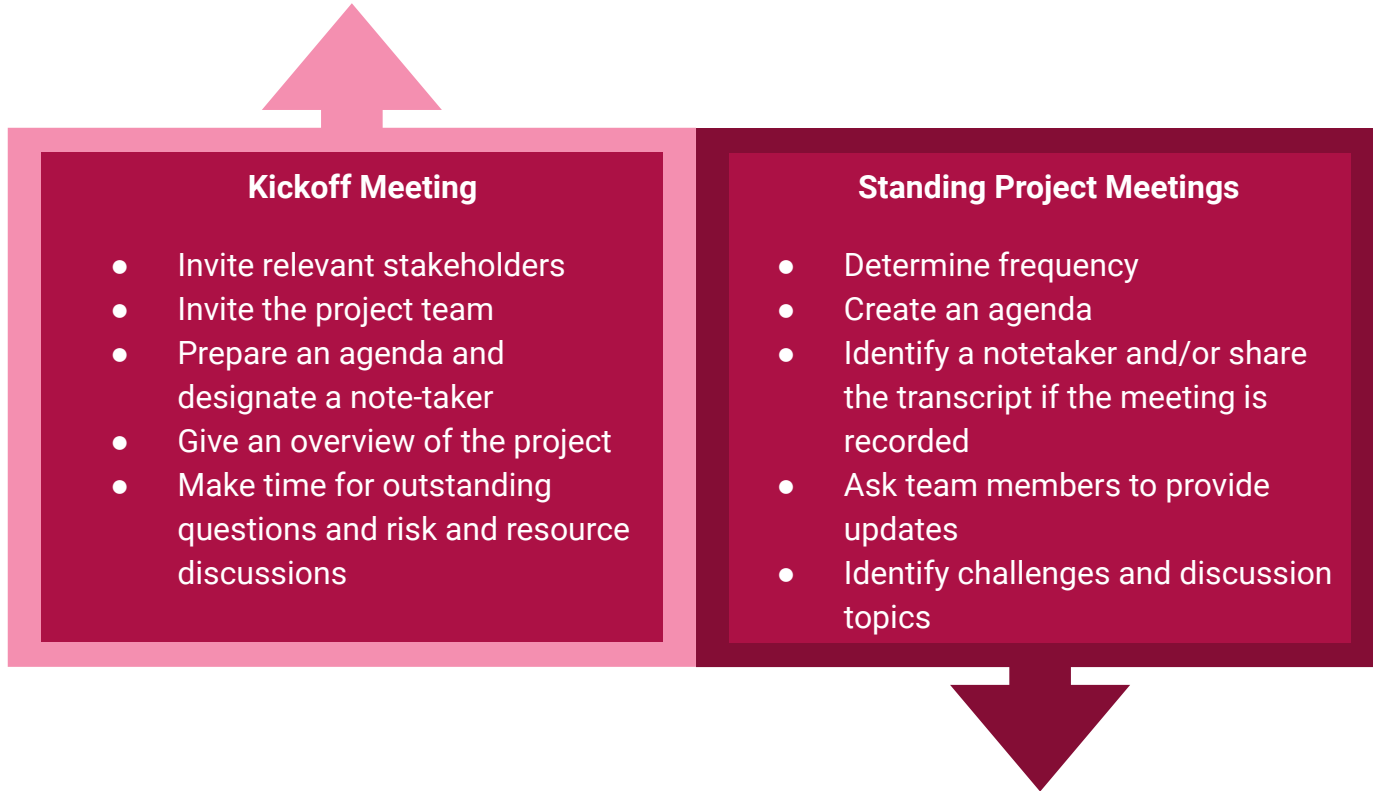 Kickoff Meeting
● Invite relevant stakeholders
● Invite the project team
● Prepare an agenda and
designate a note-taker
● Give an overview of the project
● Make time for outstanding
questions and risk and resource
discussions
Standing Project Meetings
● Determine frequency
● Create an agenda
● Identify a notetaker and/or share
the transcript if the meeting is
recorded
● Ask team members to provide
updates
● Identify challenges and discussion
topics